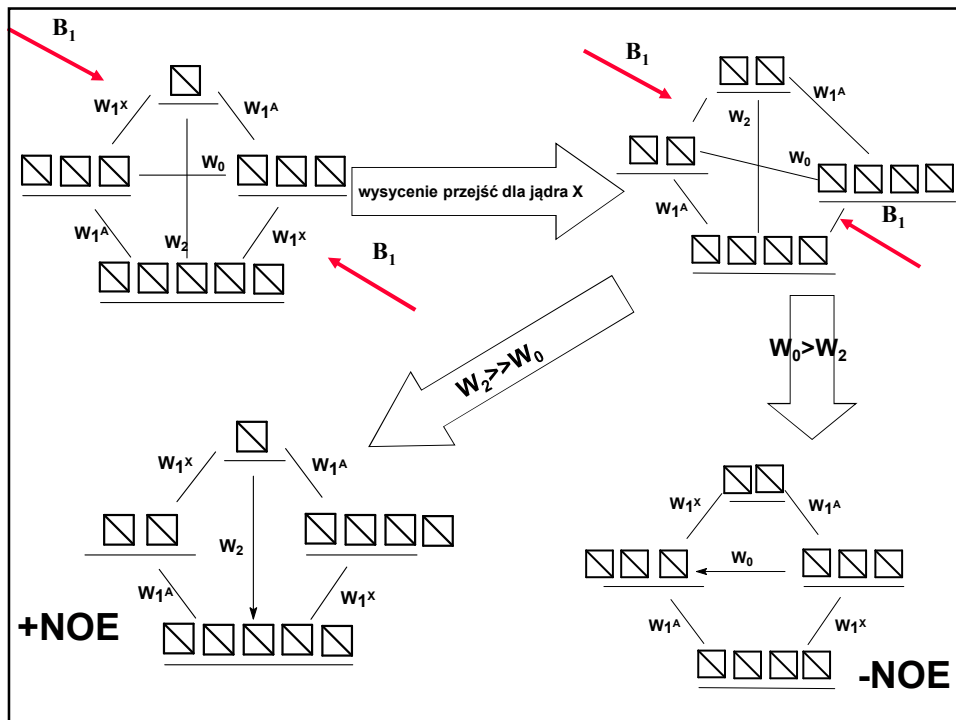 B₁
W₁ˣ
W₁ᴬ
W₀
W₁ᴬ
W₂
W₁ˣ
B₁
wysycenie przejść dla jądra X
B₁
W₁ᴬ
W₂
W₀
W₁ᴬ
B₁
W₂>>W₀
W₀>W₂
W₁ˣ
W₁ᴬ
W₂
W₁ᴬ
W₁ˣ
+NOE
W₁ˣ
W₁ᴬ
W₀
W₁ᴬ
W₁ˣ
-NOE